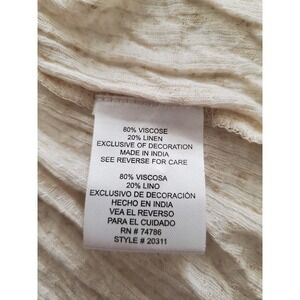 80% VISCOSE
20% LINEN
EXCLUSIVE OF DECORATION
MADE IN INDIA
SEE REVERSE FOR CARE
80% VISCOSA
20% LINO
EXCLUSIVO DE DECORACIÓN
HECHO EN INDIA
VEA EL REVERSO
PARA EL CUIDADO
RN # 74786
STYLE # 20311